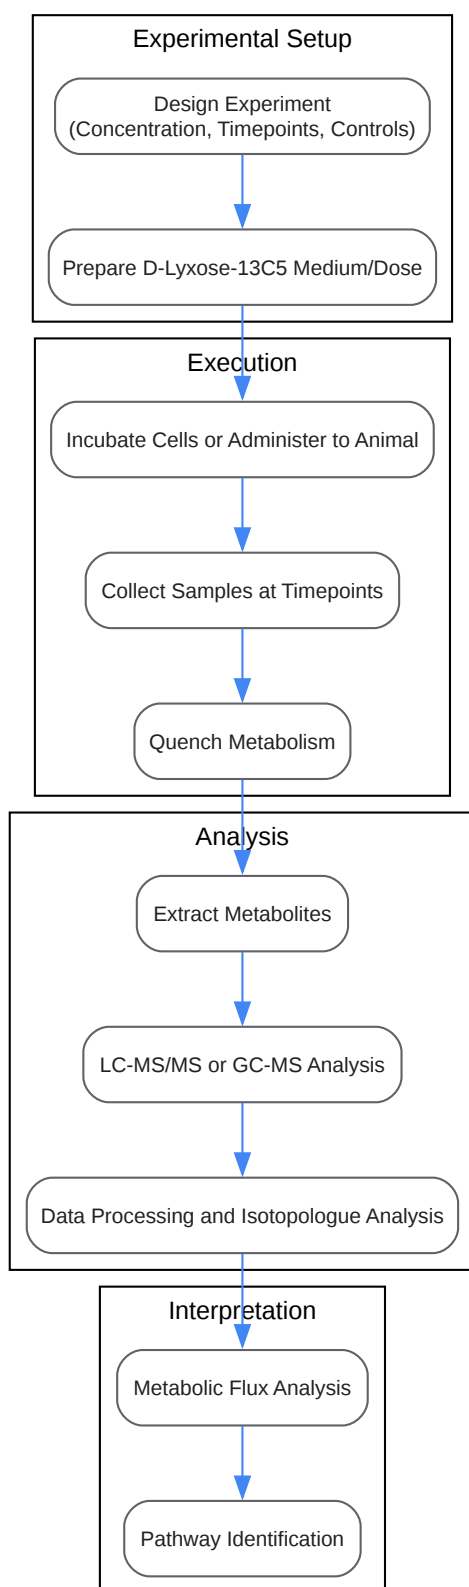 Experimental Setup
Design Experiment
(Concentration, Timepoints, Controls)
Prepare D-Lyxose-13C5 Medium/Dose
Execution
Incubate Cells or Administer to Animal
Collect Samples at Timepoints
Quench Metabolism
Analysis
Extract Metabolites
LC-MS/MS or GC-MS Analysis
Data Processing and Isotopologue Analysis
Interpretation
Metabolic Flux Analysis
Pathway Identification